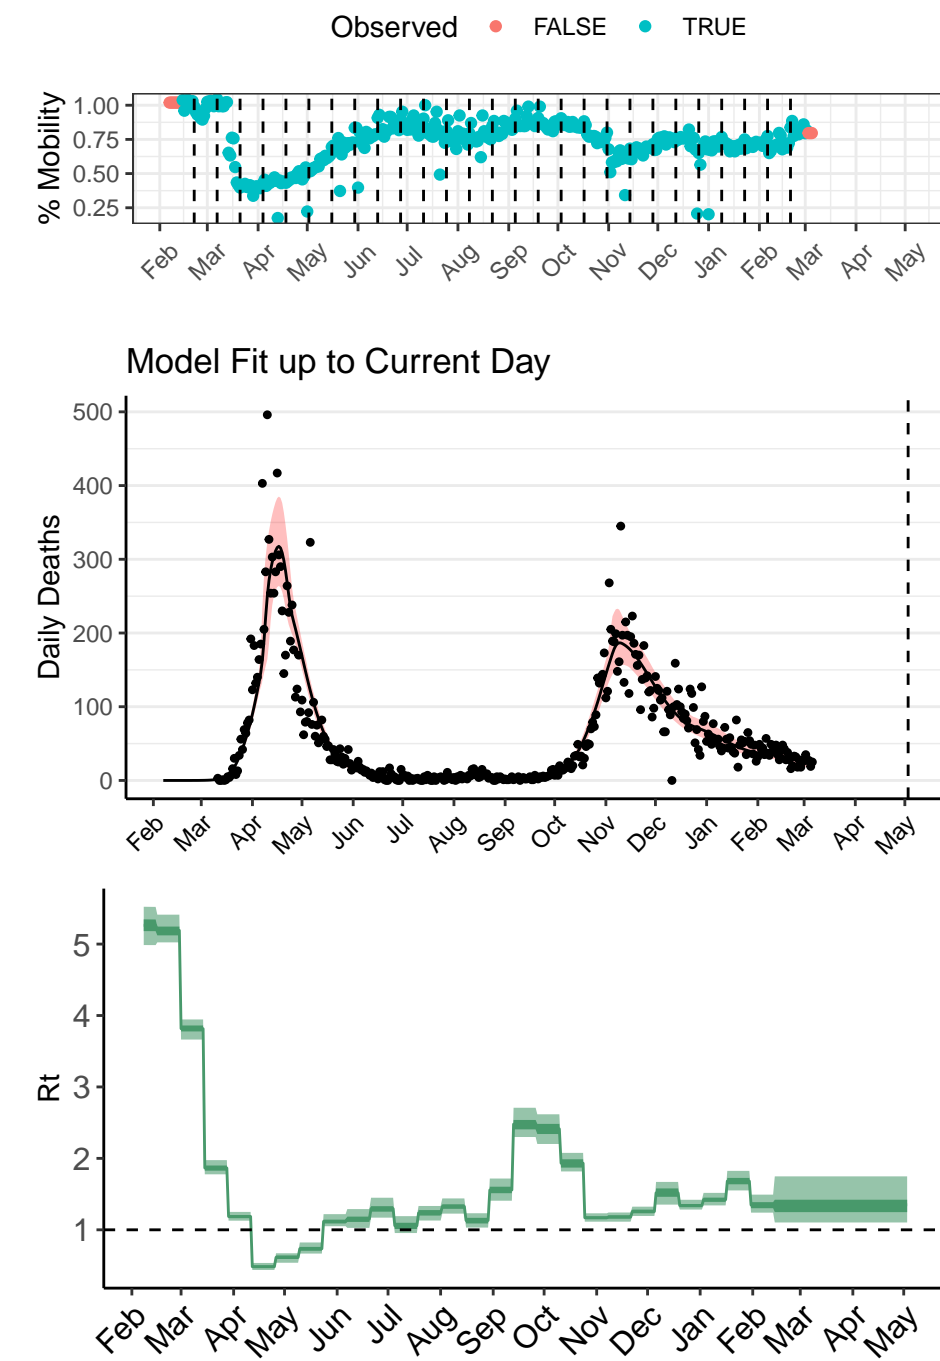 Observed FALSE TRUE
% Mobility
1.00
0.75
0.50
0.25
Feb Mar Apr May Jun Jul Aug Sep Oct Nov Dec Jan Feb Mar Apr May
Model Fit up to Current Day
Daily Deaths
500
400
300
200
100
0
Feb Mar Apr May Jun Jul Aug Sep Oct Nov Dec Jan Feb Mar Apr May
Rt
5
4
3
2
1
Feb Mar Apr May Jun Jul Aug Sep Oct Nov Dec Jan Feb Mar Apr May